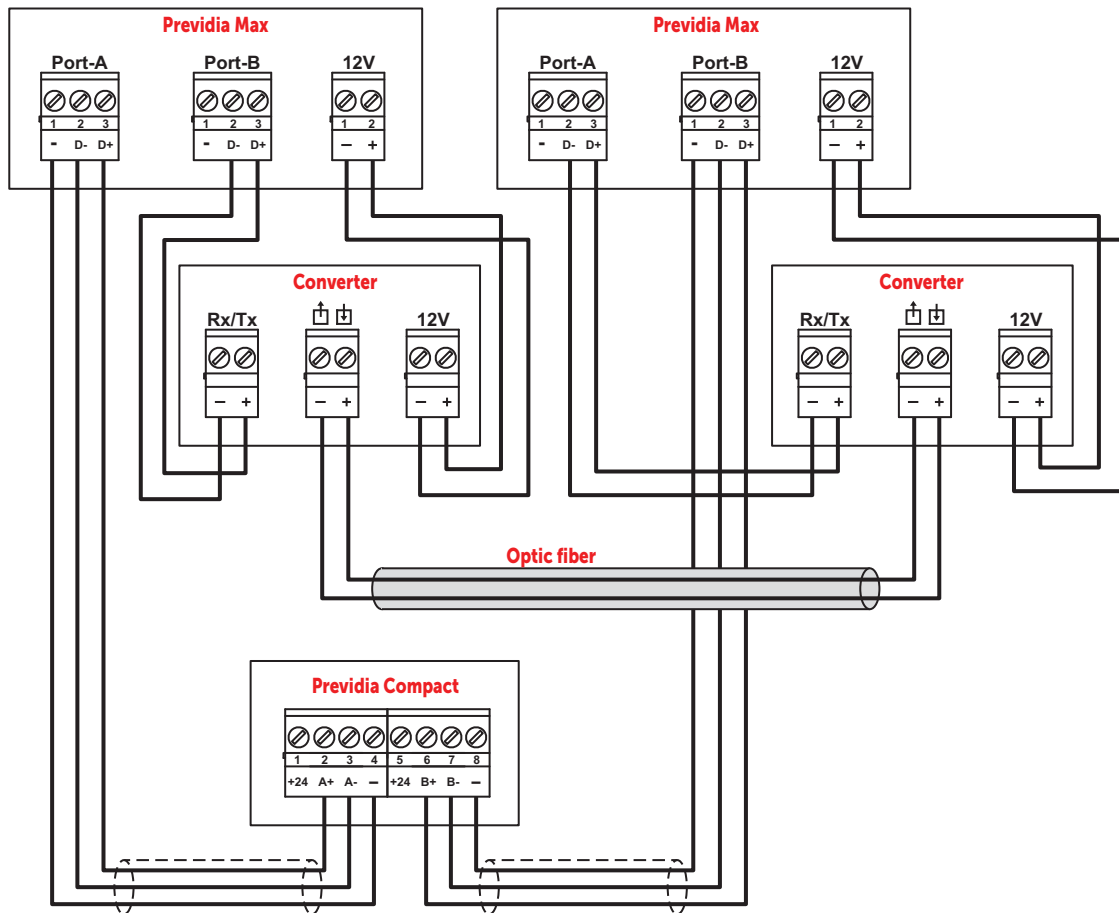 Previdia Max
Previdia Max
Port-A Port-B 12V
Port-A Port-B 12V
1 2 3 1 2 3 1 2
1 2 3 1 2 3 1 2
- D- D+ - D- D+ – +
- D- D+ - D- D+ – +
Converter
Converter
Rx/Tx 12V
Rx/Tx 12V
– + – + – +
– + – + – +
Optic fiber
Previdia Compact
1 2 3 4 5 6 7 8
+24 A+ A- – +24 B+ B- –